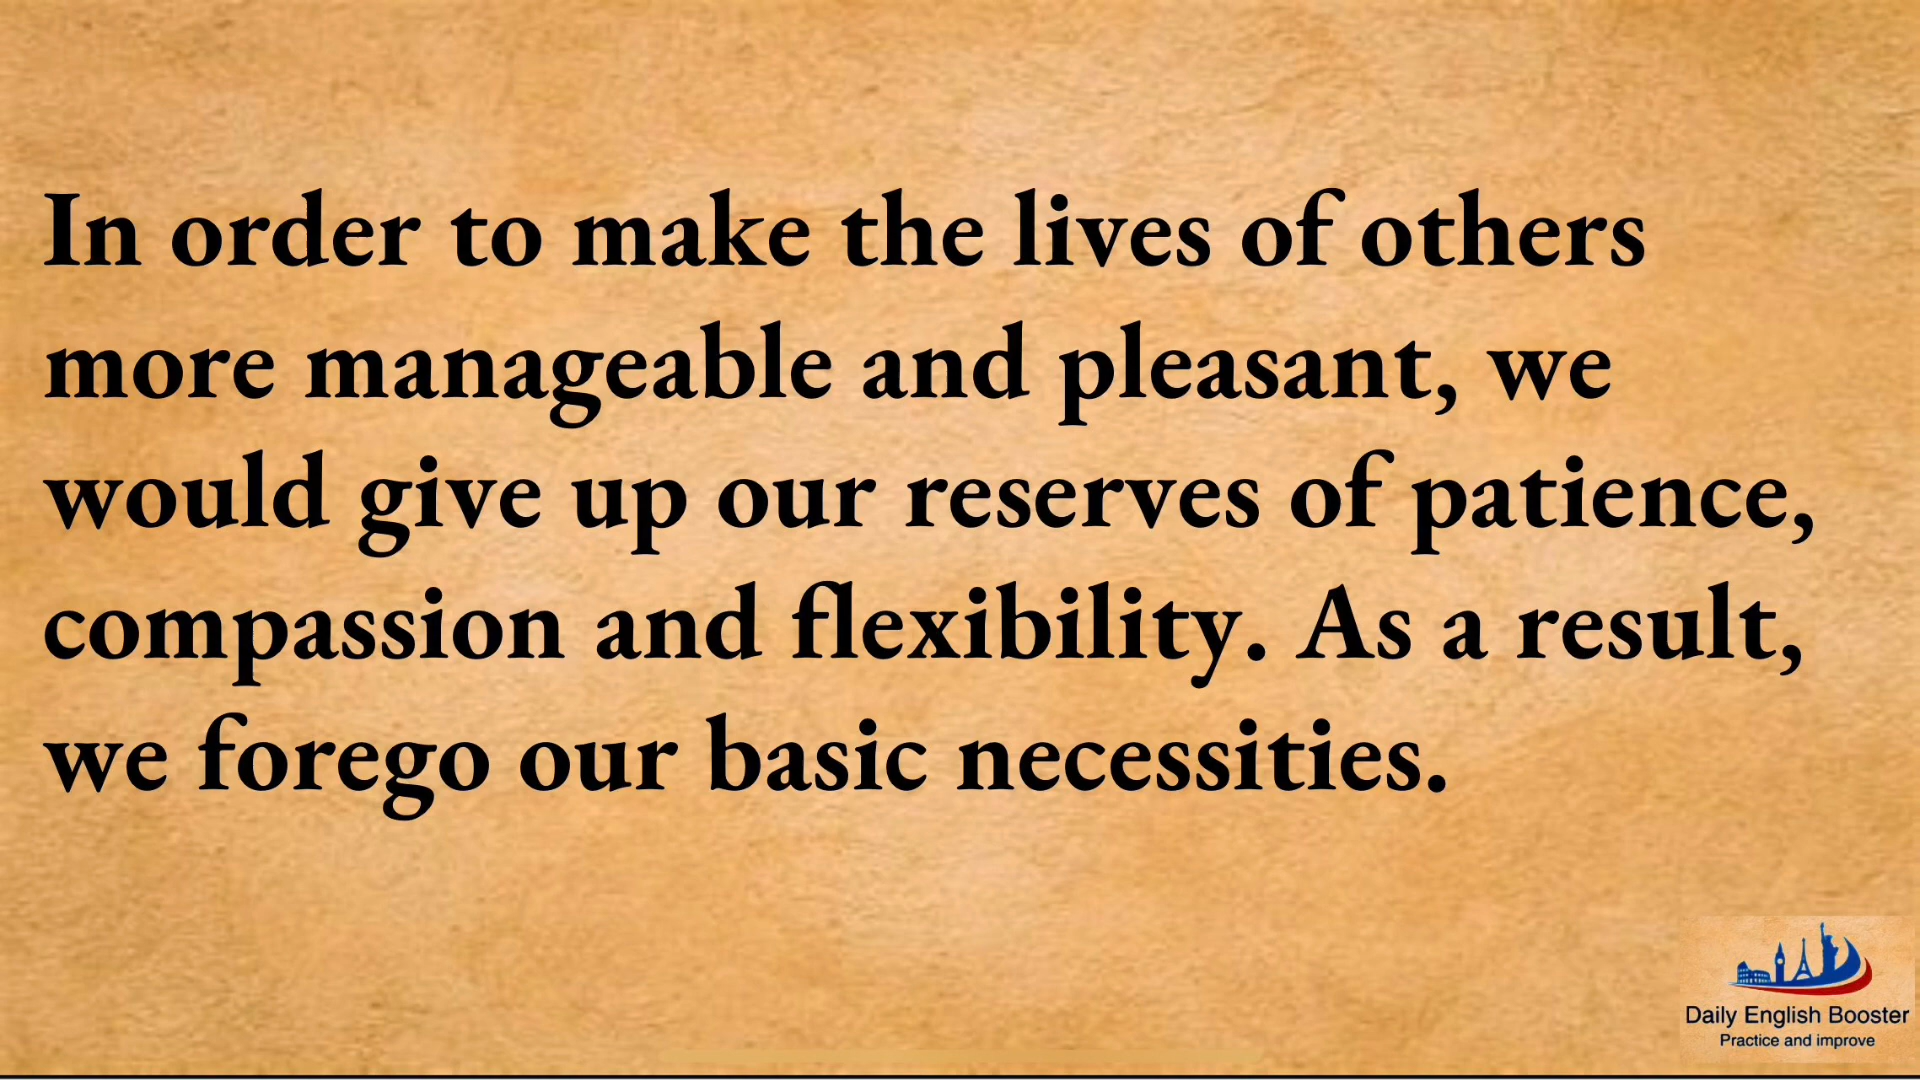 In order to make the lives of others
more manageable and pleasant, we
would give up our reserves of patience,
compassion and flexibility. As a result,
we forego our basic necessities.
Daily English Booster
Practice and improve